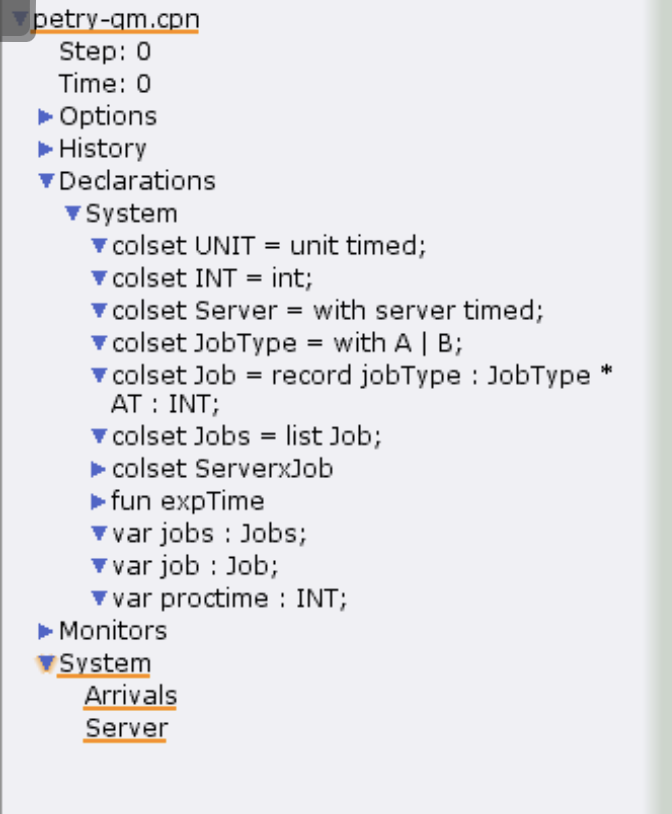 petry-qm.cpn
Step: 0
Time: 0
Options
History
Declarations
System
colset UNIT = unit timed;
colset INT = int;
colset Server = with server timed;
colset JobType = with A | B;
colset Job = record jobType : JobType *
AT : INT;
colset Jobs = list Job;
colset ServerxJob
fun expTime
var jobs : Jobs;
var job : Job;
var proctime : INT;
Monitors
System
Arrivals
Server